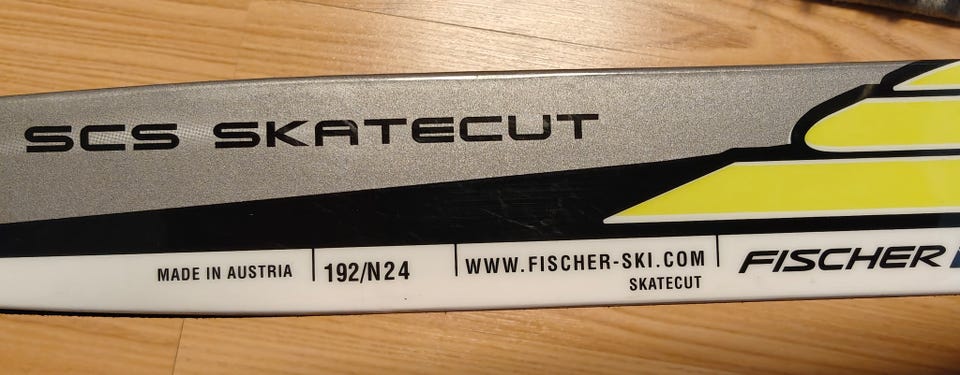 SCS SKATECUT
MADE IN AUSTRIA
192/N24
WWW.FISCHER-SKI.COM
SKATECUT
FISCHER